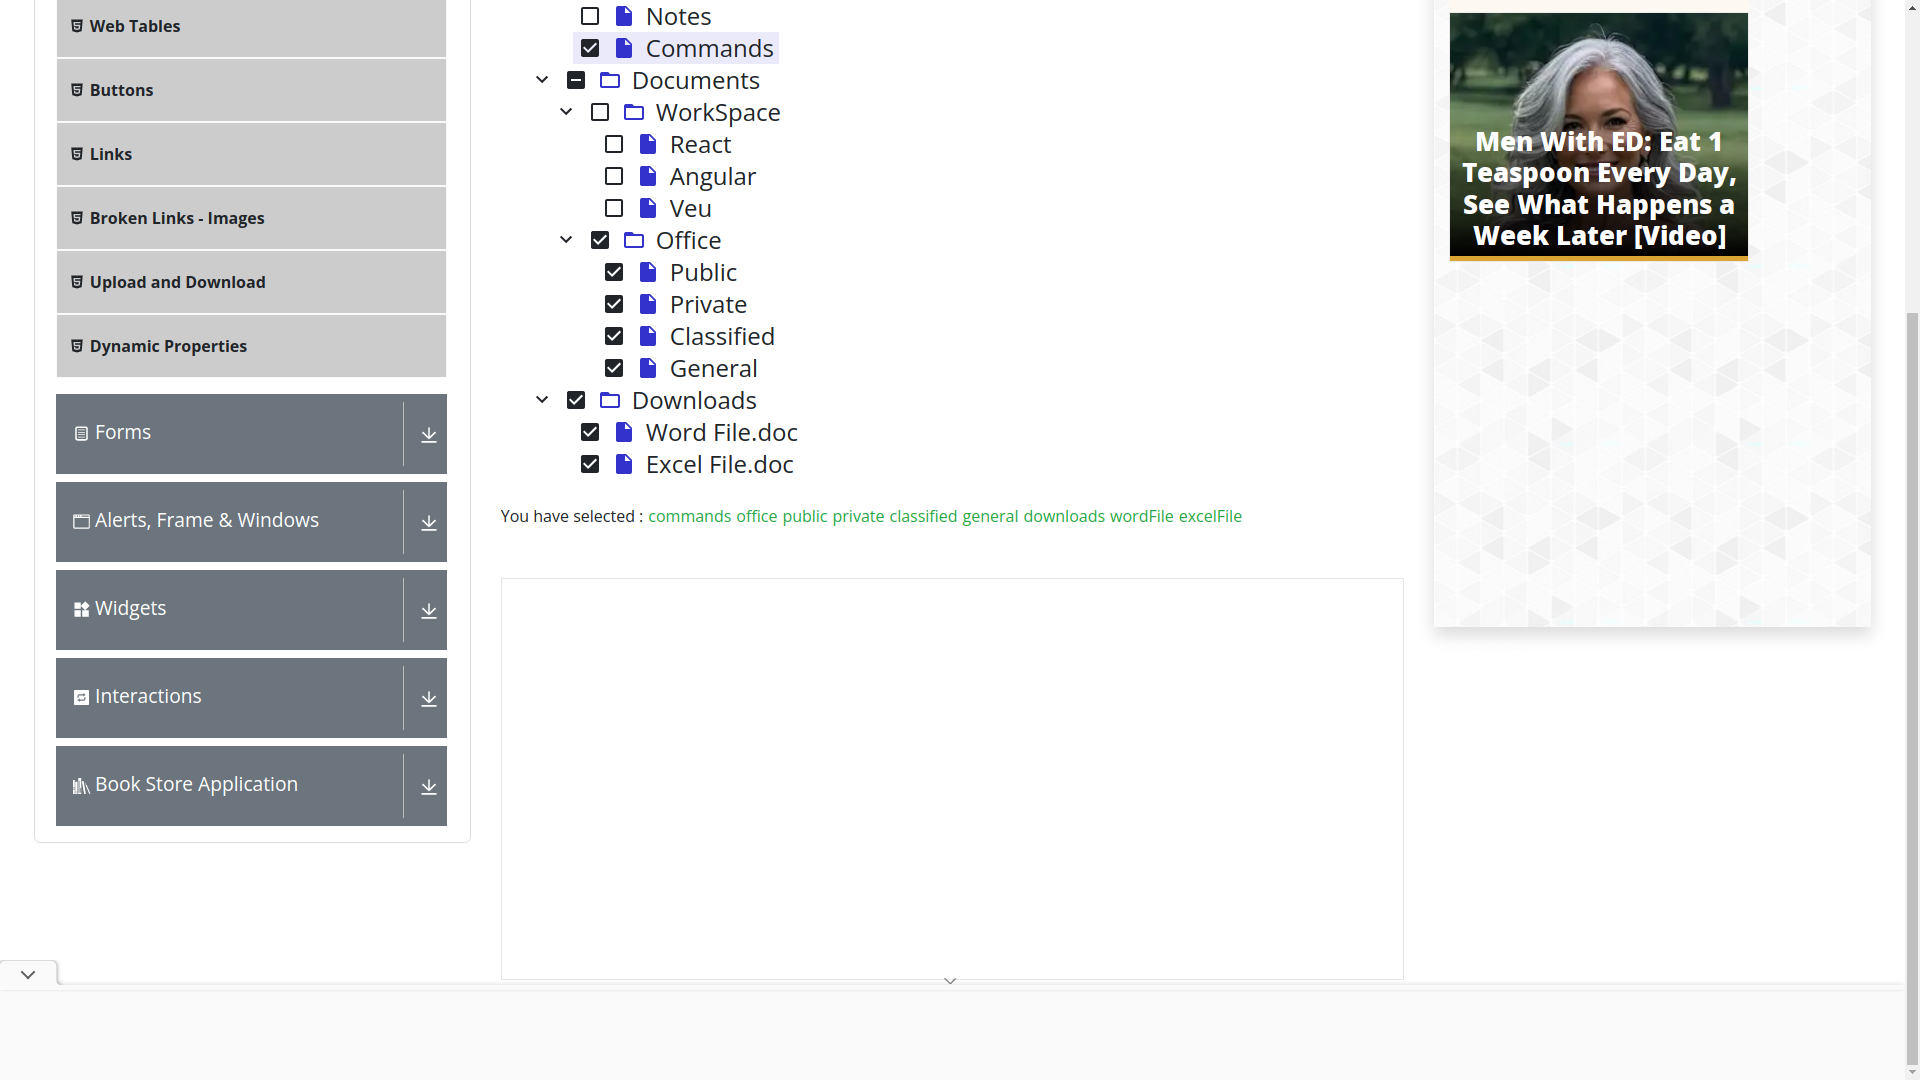 Web Tables
Buttons
Links
Broken Links - Images
Upload and Download
Dynamic Properties
Forms
Alerts, Frame & Windows
Widgets
Interactions
Book Store Application
Notes
Commands
Documents
WorkSpace
React
Angular
Veu
Office
Public
Private
Classified
General
Downloads
Word File.doc
Excel File.doc
You have selected : commands office public private classified general downloads wordFile excelFile
Men With ED: Eat 1
Teaspoon Every Day,
See What Happens a
Week Later [Video]